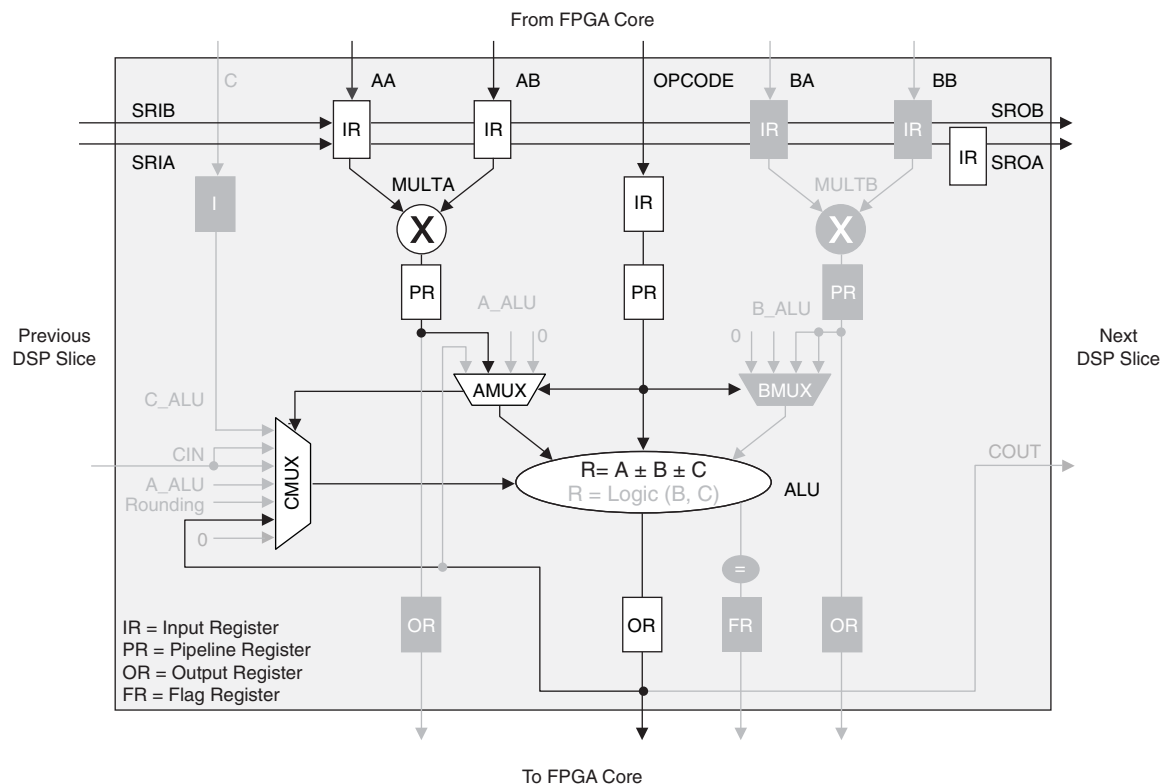 From FPGA Core
C
AA
AB
OPCODE
BA
BB
SRIB
SROB
IR
IR
IR
IR
SRIA
IR
SROA
I
MULTA
IR
MULTB
X
X
PR
PR
PR
A_ALU
0
0
B_ALU
Previous
DSP Slice
Next
DSP Slice
AMUX
BMUX
C_ALU
CIN
A_ALU
Rounding
0
CMUX
R= A ± B ± C
R = Logic (B, C)
ALU
COUT
=
OR
OR
FR
OR
IR = Input Register
PR = Pipeline Register
OR = Output Register
FR = Flag Register
To FPGA Core